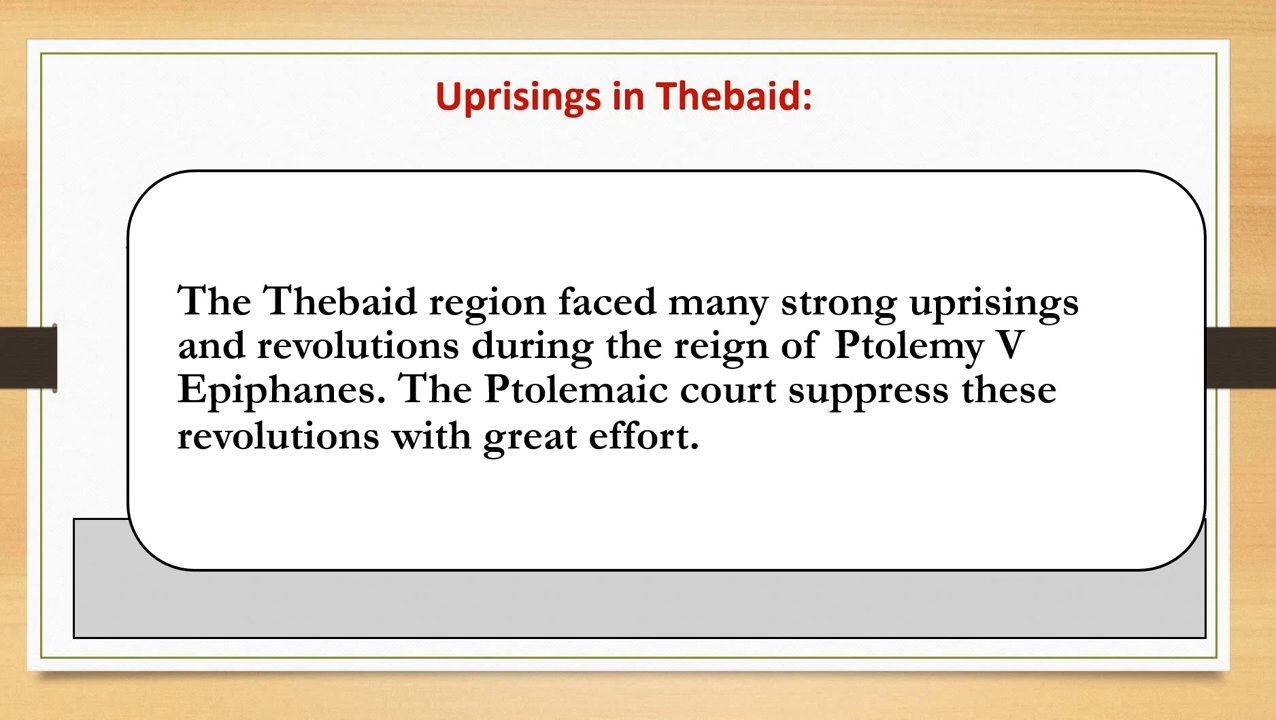 Uprisings in Thebaid:
The Thebaid region faced many strong uprisings
and revolutions during the reign of Ptolemy V
Epiphanes. The Ptolemaic court suppress these
revolutions with great effort.